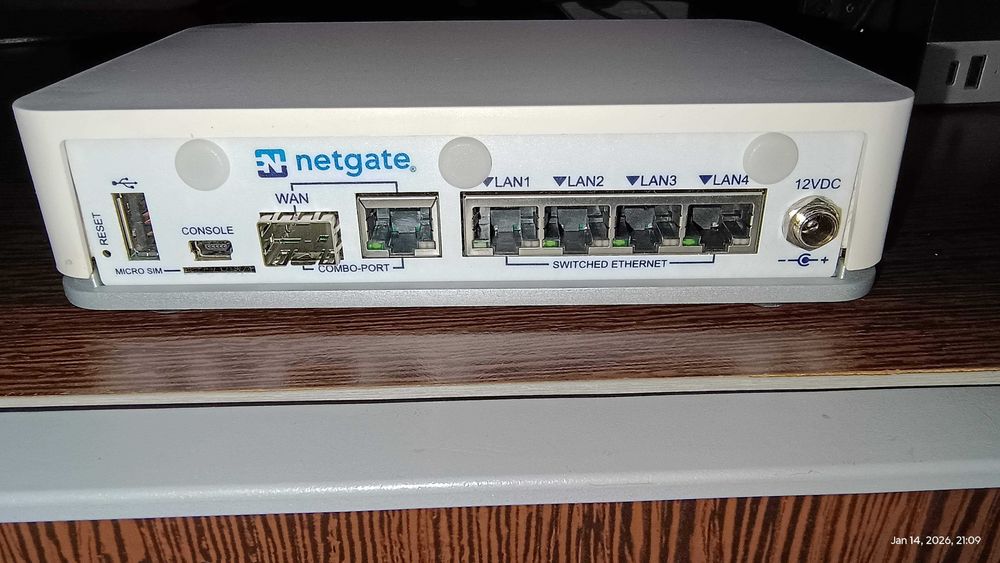 netgate®
WAN
LAN1
LAN2
LAN3
LAN4
12VDC
RESET
CONSOLE
MICRO SIM
COMBO-PORT
SWITCHED ETHERNET
- +
Jan 14, 2026, 21:09